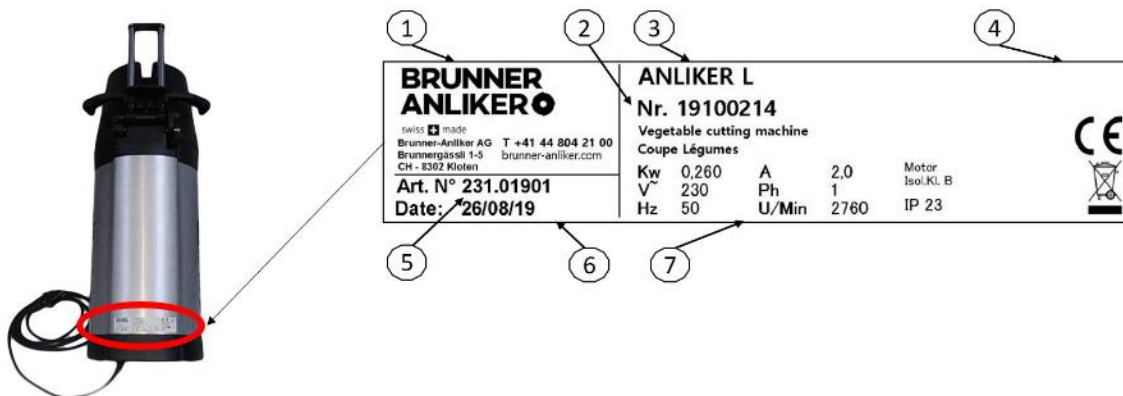 1
2
3
4
BRUNNER
ANLIKER
swiss made
Brunner-Anliker AG T +41 44 804 21 00
Brunnergässli 1-5 brunner-anliker.com
CH - 8302 Kloten
Art. N° 231.01901
Date: 26/08/19
ANLIKER L
Nr. 19100214
Vegetable cutting machine
Coupe Légumes
Kw 0,260 A 2,0
V~ 230 Ph 1
Hz 50 U/Min 2760
Motor
Isol.Kl. B
IP 23
CE
5
6
7